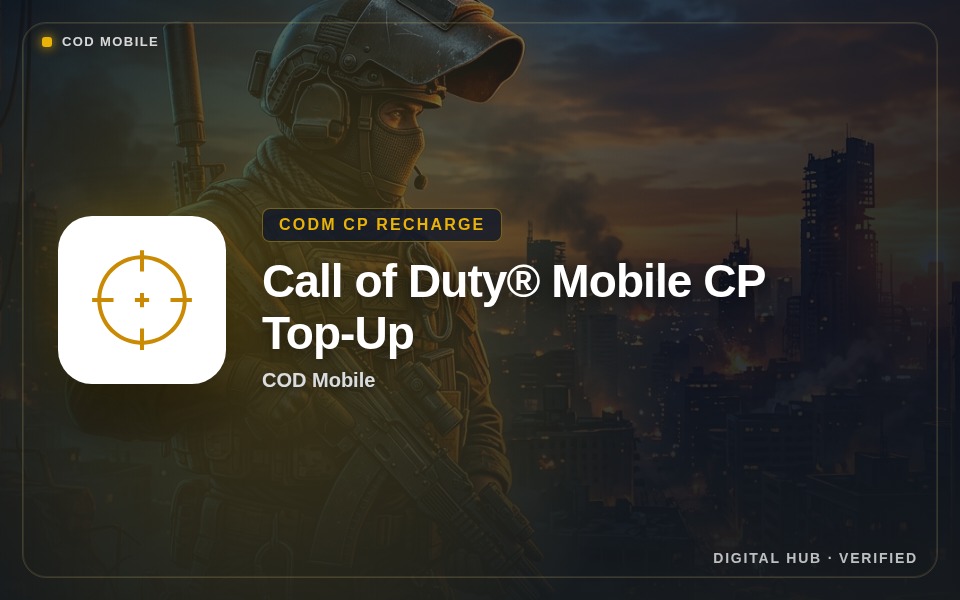 COD MOBILE
CODM CP RECHARGE
Call of Duty® Mobile CP
Top-Up
COD Mobile
DIGITAL HUB · VERIFIED